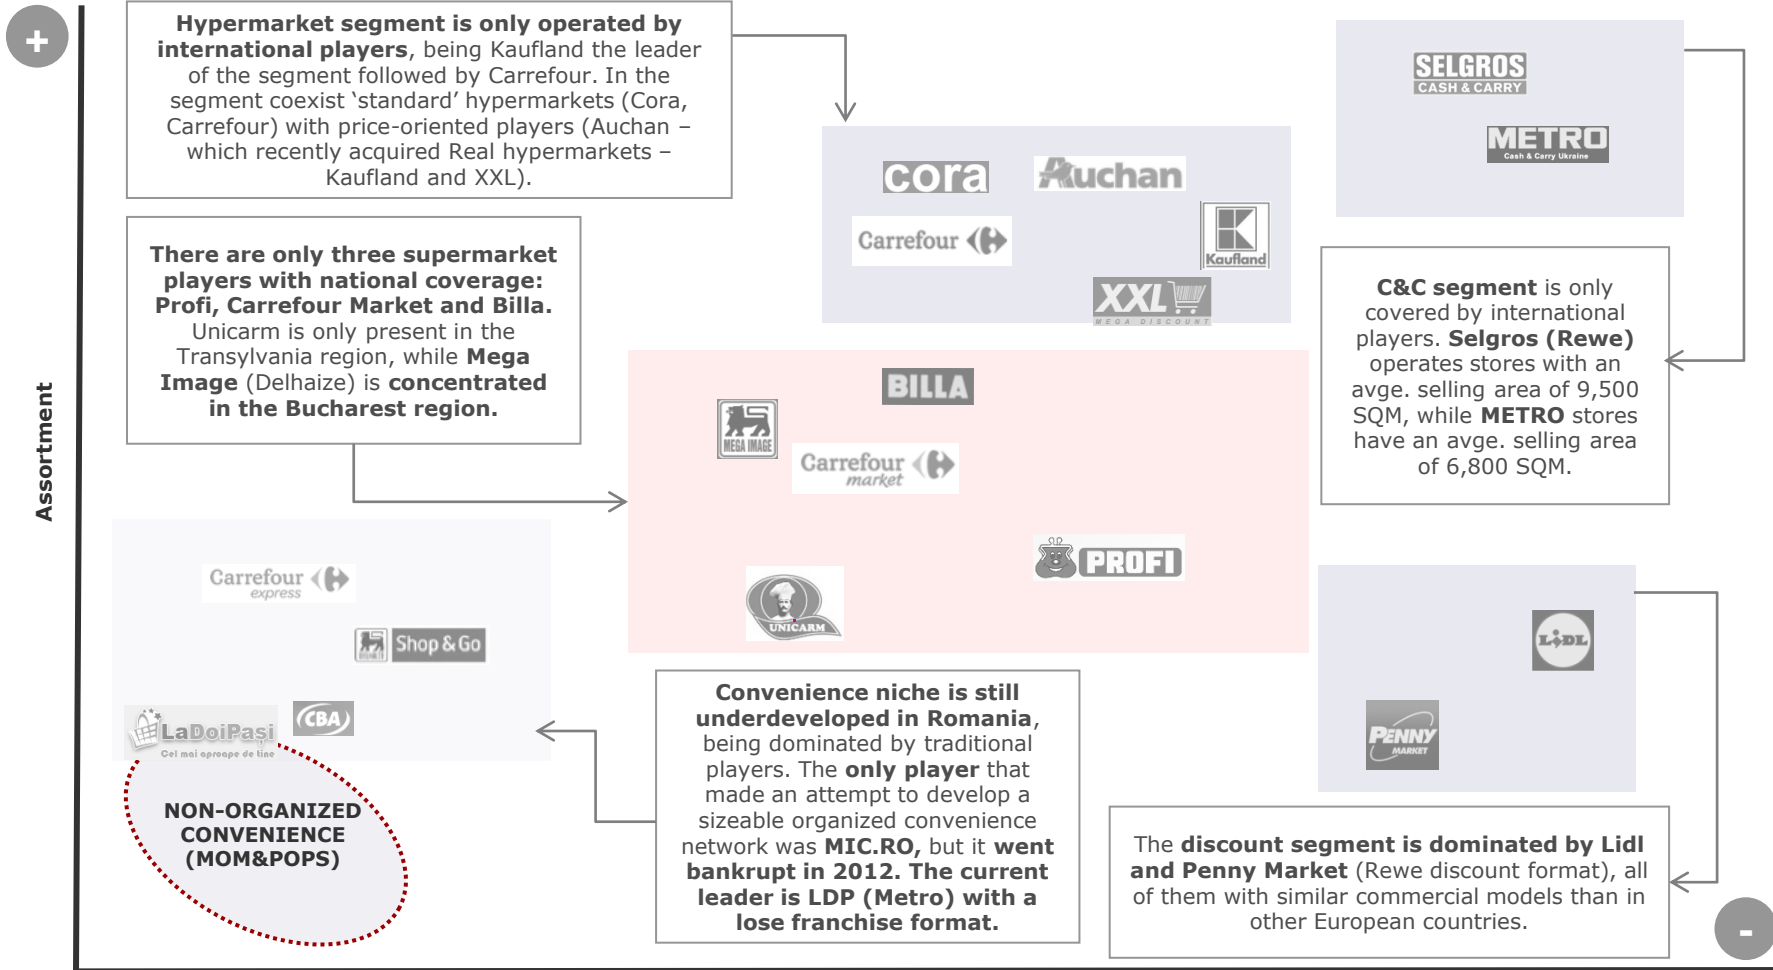 +
Hypermarket segment is only operated by
international players, being Kaufland the leader
of the segment followed by Carrefour. In the
segment coexist ‘standard’ hypermarkets (Cora,
Carrefour) with price-oriented players (Auchan –
which recently acquired Real hypermarkets –
Kaufland and XXL).
SELGROS
CASH & CARRY
METRO
Cash & Carry Ukraine
cora
Auchan
Carrefour
Kaufland
XXL
MEGA DISCOUNT
There are only three supermarket
players with national coverage:
Profi, Carrefour Market and Billa.
Unicarm is only present in the
Transylvania region, while Mega
Image (Delhaize) is concentrated
in the Bucharest region.
C&C segment is only
covered by international
players. Selgros (Rewe)
operates stores with an
avge. selling area of 9,500
SQM, while METRO stores
have an avge. selling area
of 6,800 SQM.
Assortment
BILLA
MEGA IMAGE
Carrefour
market
PROFI
UNICARM
Carrefour
express
DELHAIZE
Shop & Go
LaDoiPași
Cel mai aproape de tine
CBA
LIDL
PENNY
MARKET
NON-ORGANIZED
CONVENIENCE
(MOM&POPS)
Convenience niche is still
underdeveloped in Romania,
being dominated by traditional
players. The only player that
made an attempt to develop a
sizeable organized convenience
network was MIC.RO, but it went
bankrupt in 2012. The current
leader is LDP (Metro) with a
lose franchise format.
The discount segment is dominated by Lidl
and Penny Market (Rewe discount format), all
of them with similar commercial models than in
other European countries.
-